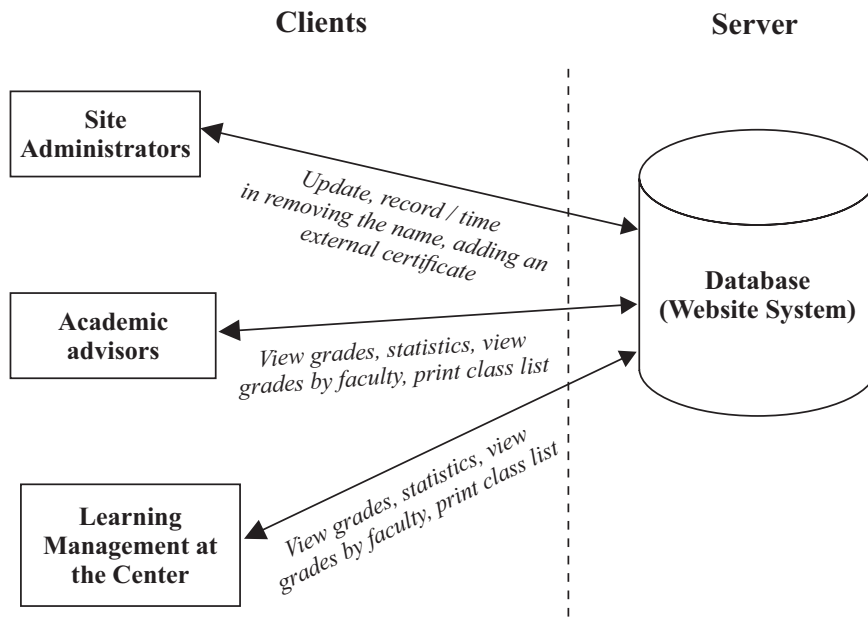 Clients
Server
Site
Administrators
Update, record / time
in removing the name, adding an
external certificate
Database
(Website System)
Academic
advisors
View grades, statistics, view
grades by faculty, print class list
Learning
Management at
the Center
View grades, statistics, view
grades by faculty, print class list